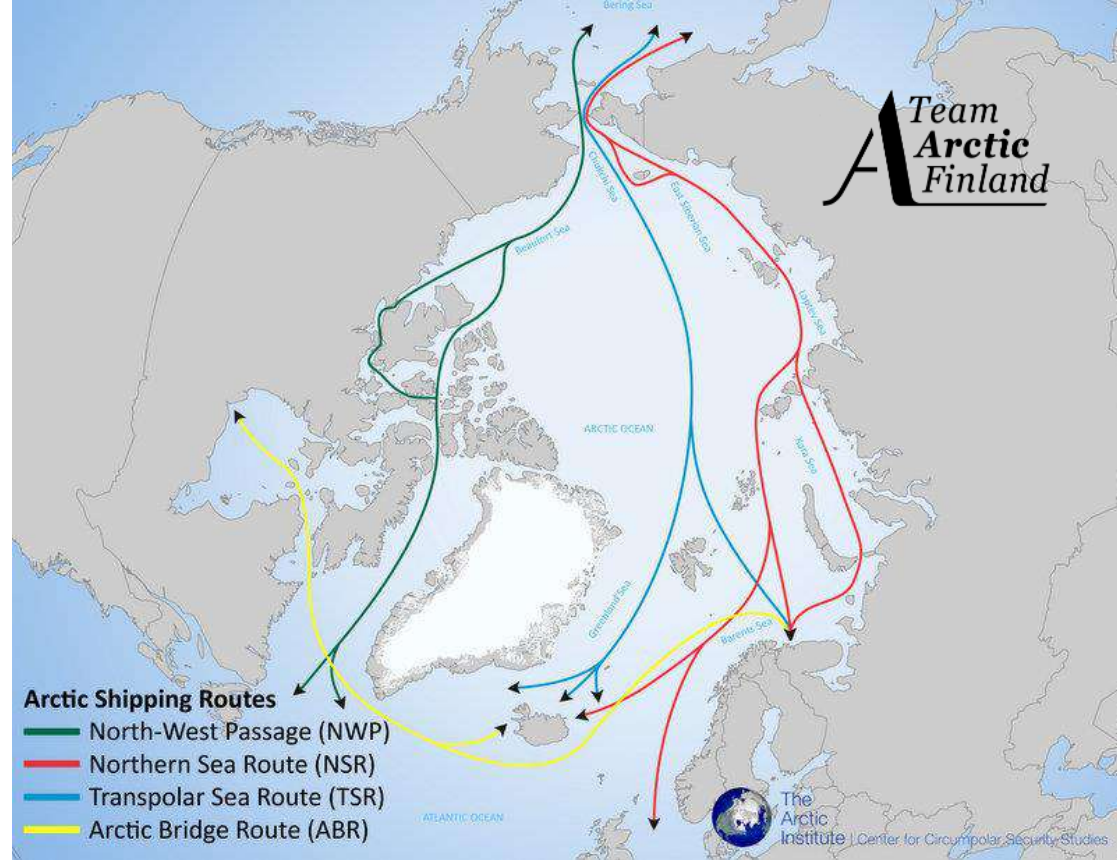 Bering Sea
Team
Arctic
Finland
Chukchi Sea
East Siberian Sea
Beaufort Sea
Laptev Sea
ARCTIC OCEAN
Kara Sea
Greenland Sea
Barents Sea
Arctic Shipping Routes
North-West Passage (NWP)
Northern Sea Route (NSR)
Transpolar Sea Route (TSR)
Arctic Bridge Route (ABR)
ATLANTIC OCEAN
The
Arctic
Institute | Center for Circumpolar Security Studies